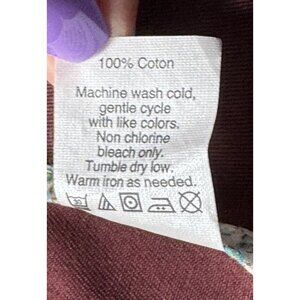 100% Coton
Machine wash cold,
gentle cycle
with like colors.
Non chlorine
bleach only.
Tumble dry low.
Warm iron as needed.